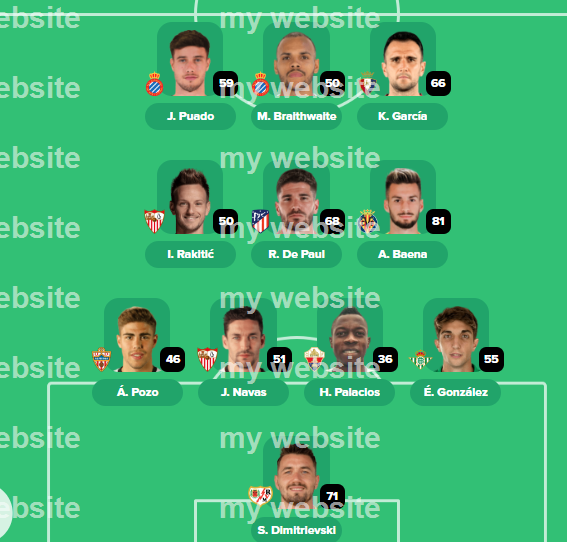 ebsite my website
59 50 66
J. Puado M. Braithwaite K. García
ebsite my website
ebsite my website
50 68 81
I. Rakitić R. De Paul A. Baena
ebsite my website
ebsite my website
46 51 36 55
ebsite my website
Á. Pozo J. Navas H. Palacios É. González
ebsite my website
71
ebsite my website
S. Dimitrievski